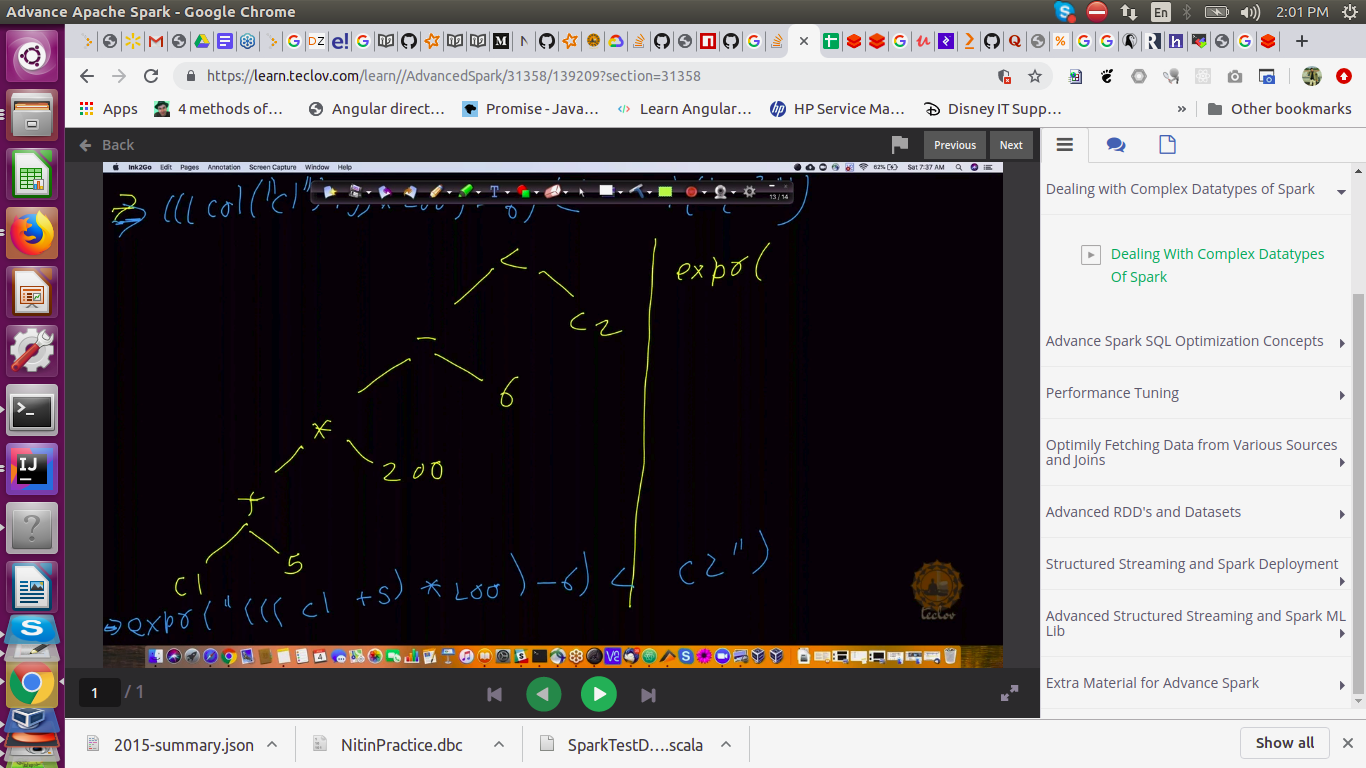 Advance Apache Spark - Google Chrome
En
2:01 PM
https://learn.teclov.com/learn//AdvancedSpark/31358/139209?section=31358
Apps
4 methods of...
Angular direct...
Promise - Java...
Learn Angular...
HP Service Ma...
Disney IT Supp...
»
Other bookmarks
Back
Previous
Next
Ink2Go Edit Pages Annotation Screen Capture Window Help
62% Sat 7:37 AM
13 / 14
((( col("c1"
<
expr(
c2
-
6
*
200
+
c1
5
expr("((( c1 +5) * 200) - 6) < c2")
teclov
1 / 1
Dealing with Complex Datatypes of Spark
Dealing With Complex Datatypes
Of Spark
Advance Spark SQL Optimization Concepts
Performance Tuning
Optimily Fetching Data from Various Sources
and Joins
Advanced RDD's and Datasets
Structured Streaming and Spark Deployment
Advanced Structured Streaming and Spark ML
Lib
Extra Material for Advance Spark
2015-summary.json
NitinPractice.dbc
SparkTestD....scala
Show all